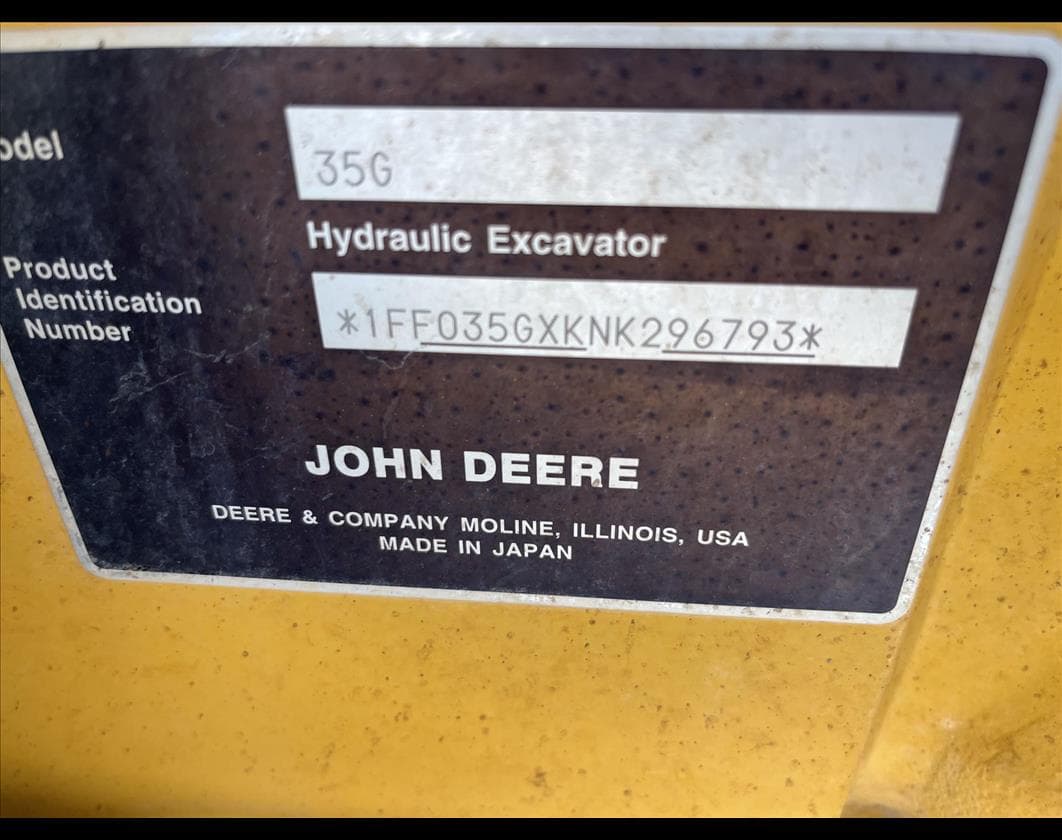 odel
35G
Hydraulic Excavator
Product
Identification
Number
*1FF035GXKNK296793*
JOHN DEERE
DEERE & COMPANY MOLINE, ILLINOIS, USA
MADE IN JAPAN